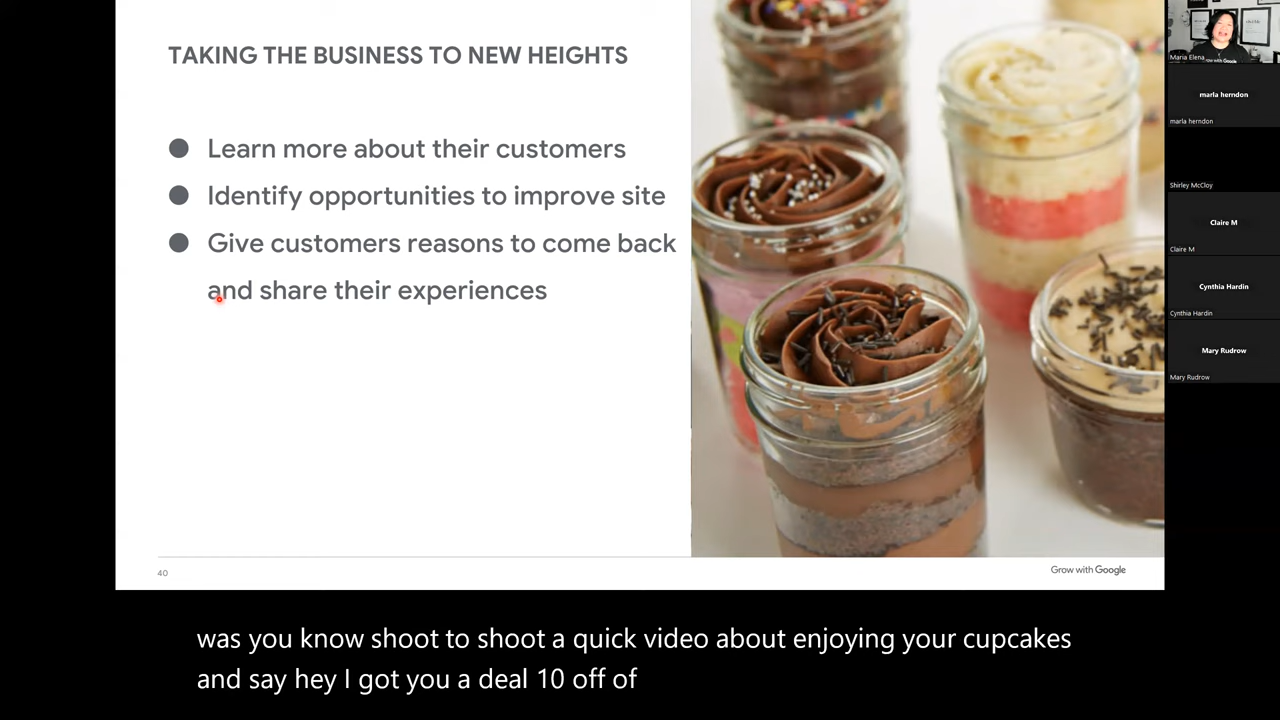 TAKING THE BUSINESS TO NEW HEIGHTS
● Learn more about their customers
● Identify opportunities to improve site
● Give customers reasons to come back
and share their experiences
40
Grow with Google
Maria Elena
marla herndon
marla herndon
Shirley McCloy
Claire M
Claire M
Cynthia Hardin
Cynthia Hardin
Mary Rudrow
Mary Rudrow
was you know shoot to shoot a quick video about enjoying your cupcakes
and say hey I got you a deal 10 off of